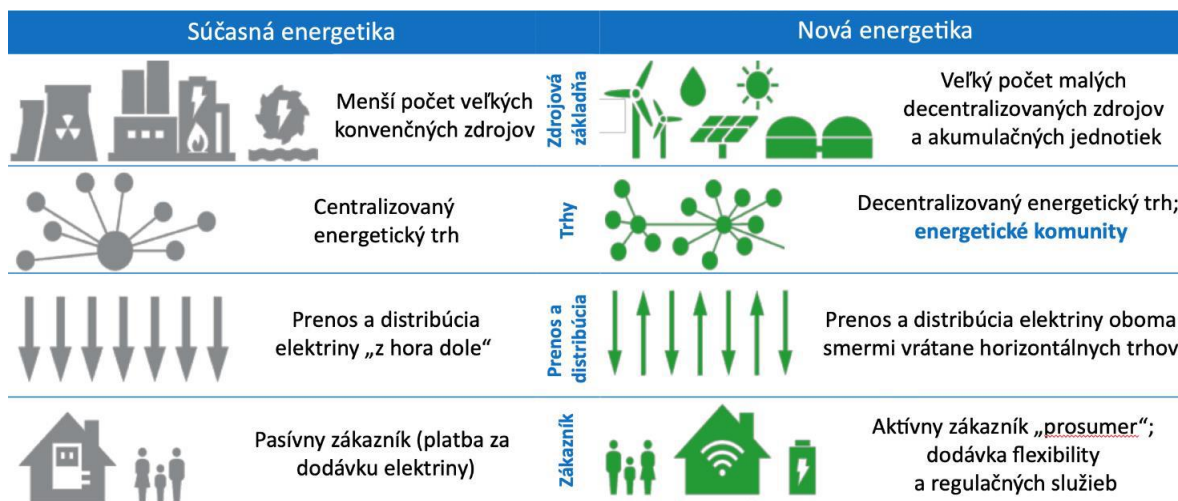 Súčasná energetika
Nová energetika
Menší počet veľkých
konvenčných zdrojov
Zdrojová
základňa
Veľký počet malých
decentralizovaných zdrojov
a akumulačných jednotiek
Centralizovaný
energetický trh
Trhy
Decentralizovaný energetický trh;
energetické komunity
Prenos a distribúcia
elektriny „z hora dole“
Prenos a
distribúcia
Prenos a distribúcia elektriny oboma
smermi vrátane horizontálnych trhov
Pasívny zákazník (platba za
dodávku elektriny)
Zákazník
Aktívny zákazník „prosumer“;
dodávka flexibility
a regulačných služieb